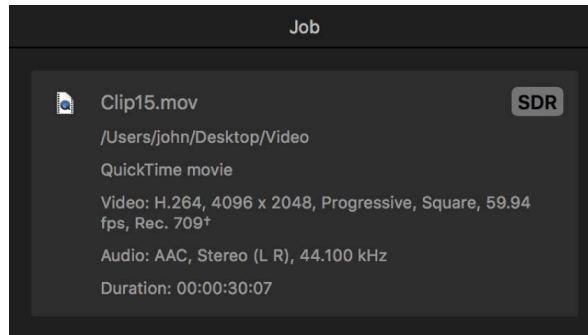 Job
Clip15.mov
SDR
/Users/john/Desktop/Video
QuickTime movie
Video: H.264, 4096 x 2048, Progressive, Square, 59.94
fps, Rec. 709†
Audio: AAC, Stereo (L R), 44.100 kHz
Duration: 00:00:30:07